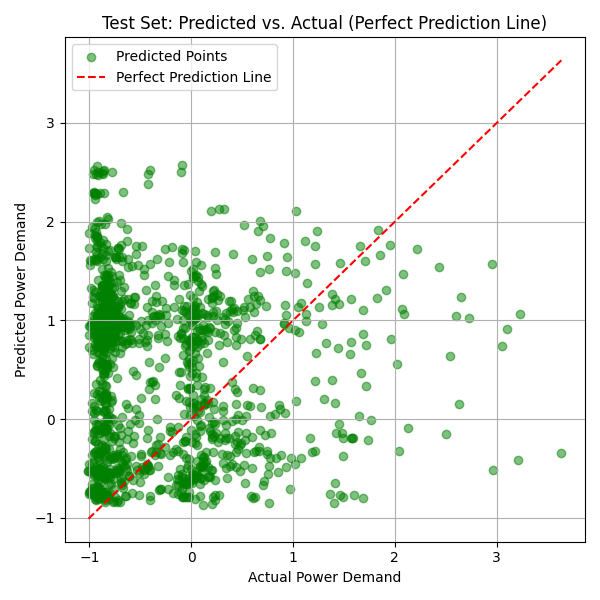 Test Set: Predicted vs. Actual (Perfect Prediction Line)
Predicted Points
Perfect Prediction Line
Predicted Power Demand
3
2
1
0
−1
−1 0 1 2 3
Actual Power Demand